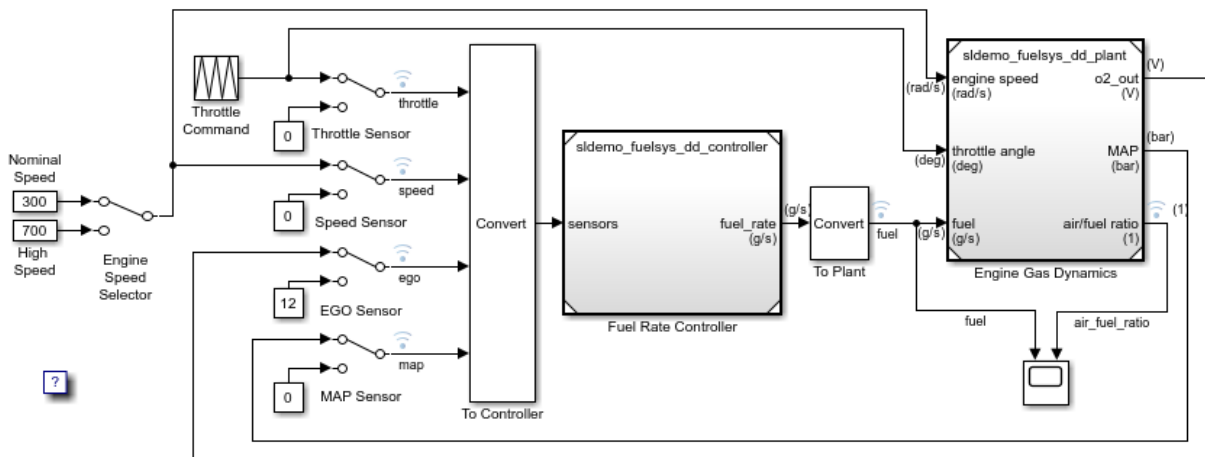 Throttle
Command
throttle
0
Throttle Sensor
Nominal
Speed
300
700
High
Speed
Engine
Speed
Selector
speed
0
Speed Sensor
ego
12
EGO Sensor
map
0
MAP Sensor
?
Convert
To Controller
sldemo_fuelsys_dd_controller
sensors
fuel_rate
(g/s)
Fuel Rate Controller
(g/s)
Convert
To Plant
fuel
(rad/s)
(deg)
(g/s)
sldemo_fuelsys_dd_plant
engine speed
(rad/s)
o2_out
(V)
throttle angle
(deg)
MAP
(bar)
fuel
(g/s)
air/fuel ratio
(1)
Engine Gas Dynamics
(V)
(bar)
(1)
fuel
air_fuel_ratio